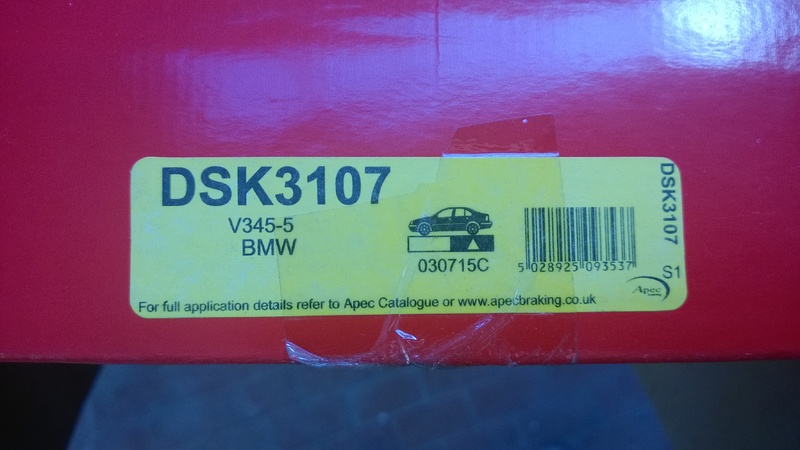 DSK3107
V345-5
BMW
030715C
5 028925 093537
DSK3107
S1
Apec
For full application details refer to Apec Catalogue or www.apecbraking.co.uk